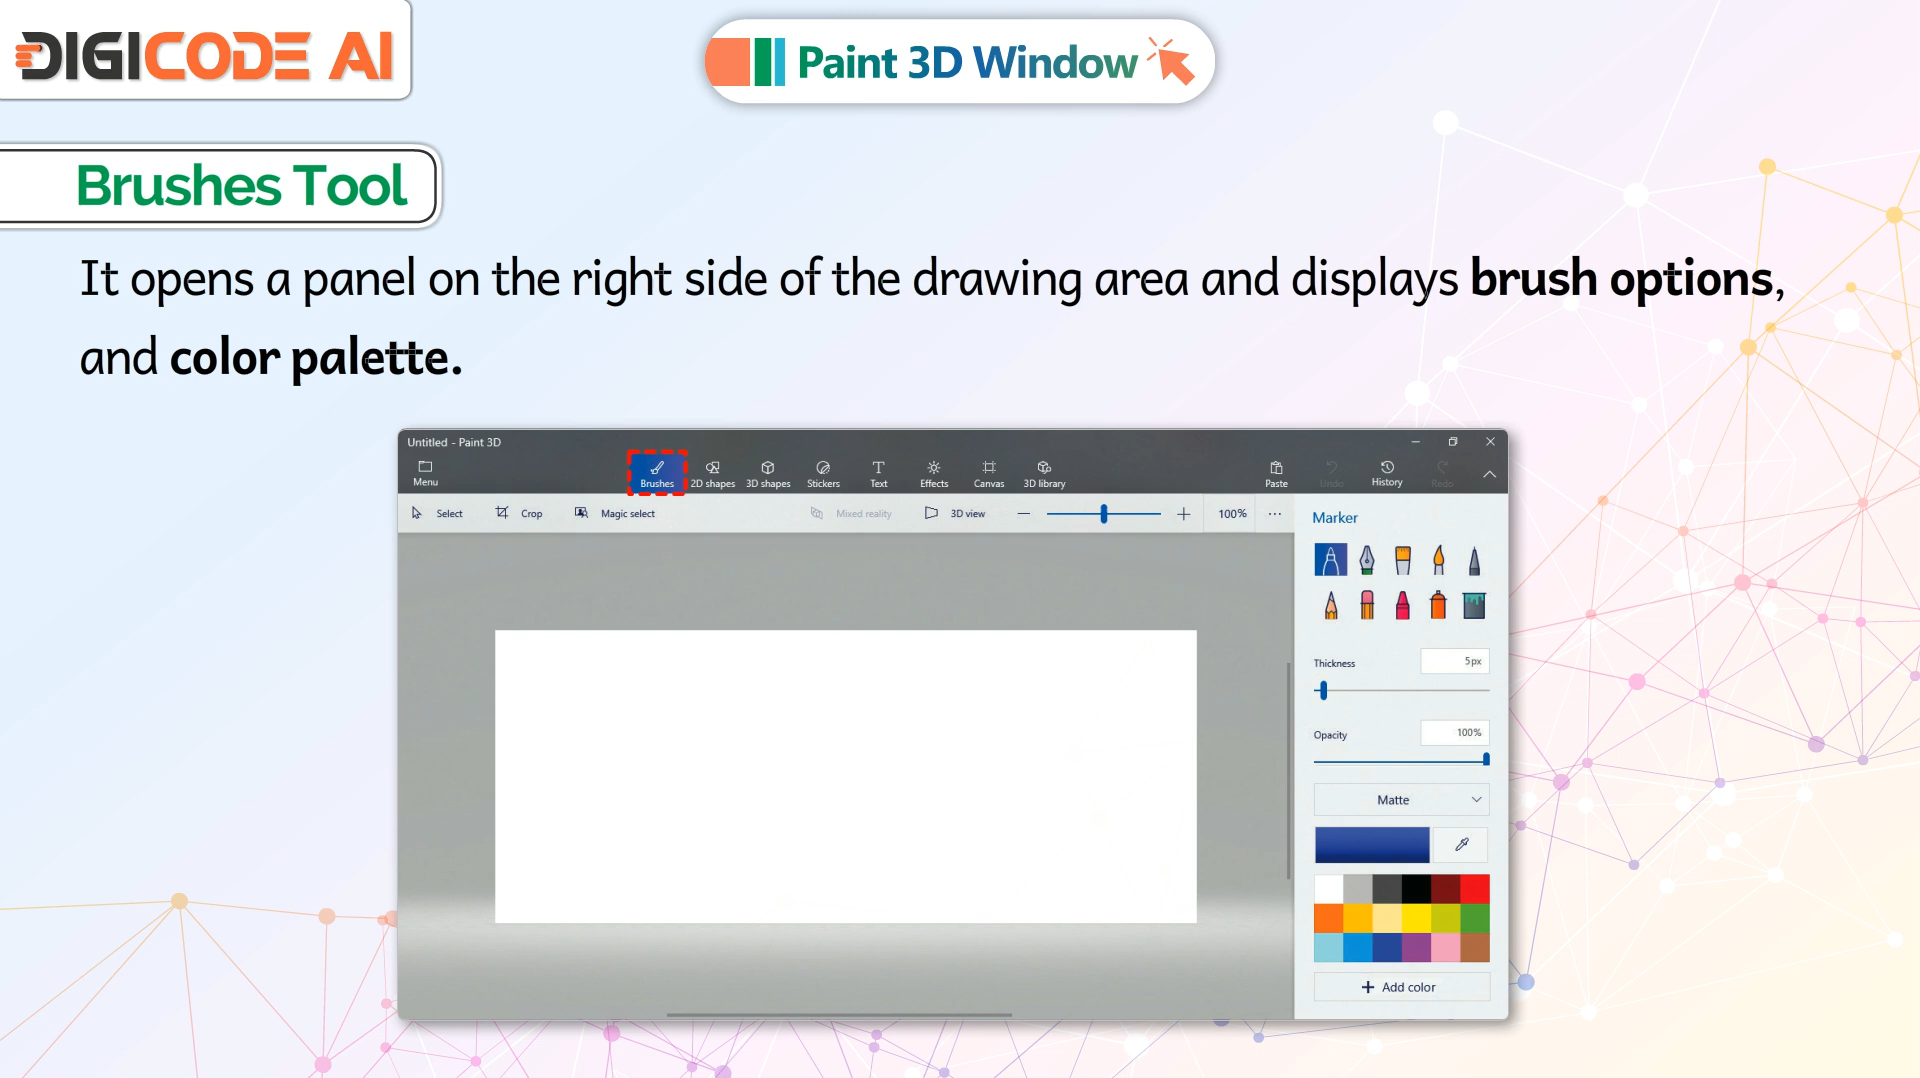 DIGICODE AI
Paint 3D Window
Brushes Tool
It opens a panel on the right side of the drawing area and displays brush options,
and color palette.
Untitled - Paint 3D
Menu
Brushes
2D shapes
3D shapes
Stickers
Text
Effects
Canvas
3D library
Paste
Undo
History
Redo
Select
Crop
Magic select
Mixed reality
3D view
100%
Marker
Thickness
5px
Opacity
100%
Matte
Add color